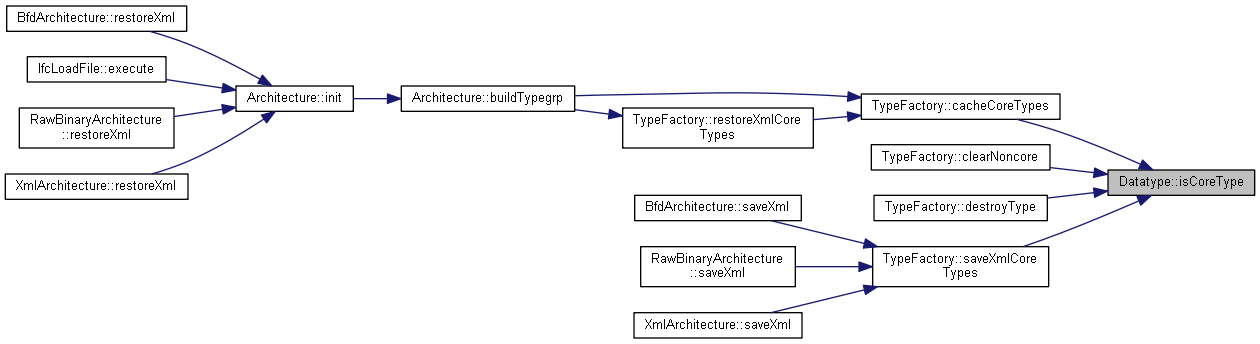 BfdArchitecture::restoreXml
IfcLoadFile::execute
RawBinaryArchitecture
::restoreXml
XmlArchitecture::restoreXml
Architecture::init
Architecture::buildTypegrp
TypeFactory::restoreXmlCore
Types
TypeFactory::cacheCoreTypes
TypeFactory::clearNoncore
TypeFactory::destroyType
TypeFactory::saveXmlCore
Types
BfdArchitecture::saveXml
RawBinaryArchitecture
::saveXml
XmlArchitecture::saveXml
Datatype::isCoreType